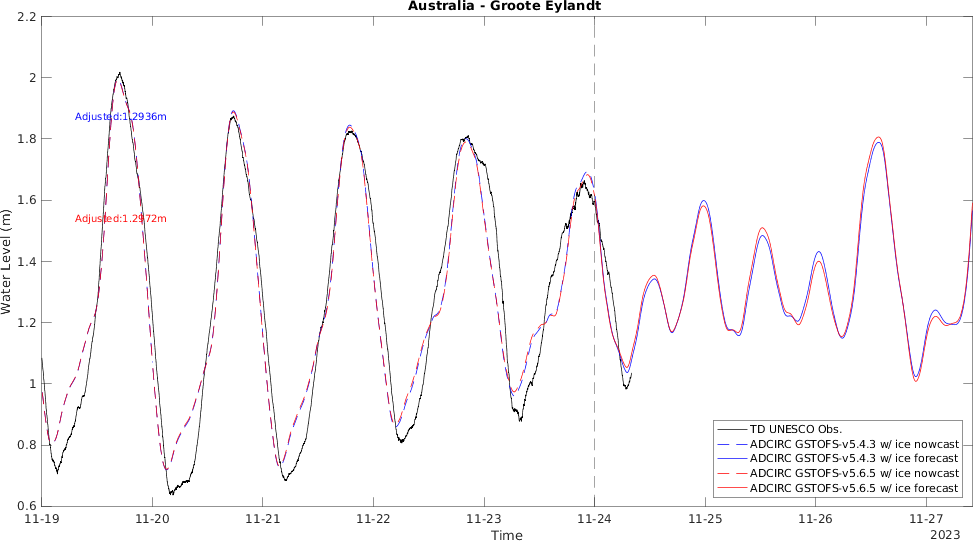 Australia - Groote Eylandt
2.2
2
1.8
1.6
1.4
1.2
1
0.8
0.6
Water Level (m)
Adjusted:1.2936m
Adjusted:1.2972m
TD UNESCO Obs.
ADCIRC GSTOFS-v5.4.3 w/ ice nowcast
ADCIRC GSTOFS-v5.4.3 w/ ice forecast
ADCIRC GSTOFS-v5.6.5 w/ ice nowcast
ADCIRC GSTOFS-v5.6.5 w/ ice forecast
11-19 11-20 11-21 11-22 11-23 11-24 11-25 11-26 11-27
Time
2023